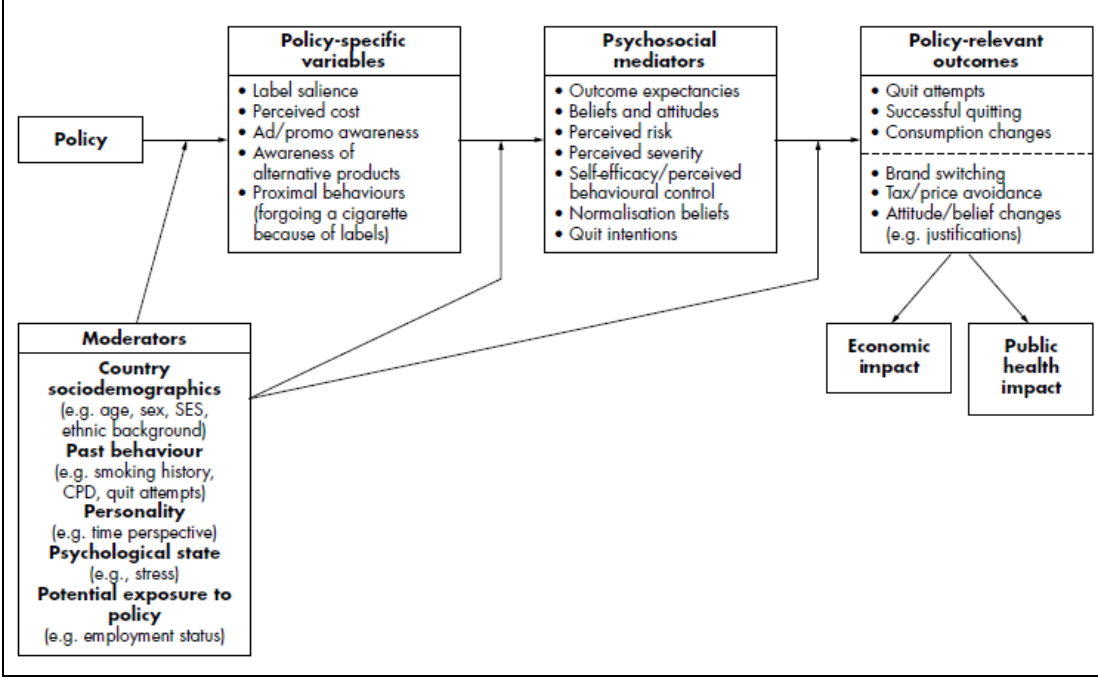 Policy
Policy-specific
variables
• Label salience
• Perceived cost
• Ad/promo awareness
• Awareness of
alternative products
• Proximal behaviours
(forgoing a cigarette
because of labels)
Psychosocial
mediators
• Outcome expectancies
• Beliefs and attitudes
• Perceived risk
• Perceived severity
• Self-efficacy/perceived
behavioural control
• Normalisation beliefs
• Quit intentions
Policy-relevant
outcomes
• Quit attempts
• Successful quitting
• Consumption changes
• Brand switching
• Tax/price avoidance
• Attitude/belief changes
(e.g. justifications)
Moderators
Country
sociodemographics
(e.g. age, sex, SES,
ethnic background)
Past behaviour
(e.g. smoking history,
CPD, quit attempts)
Personality
(e.g. time perspective)
Psychological state
(e.g., stress)
Potential exposure to
policy
(e.g. employment status)
Economic
impact
Public
health
impact